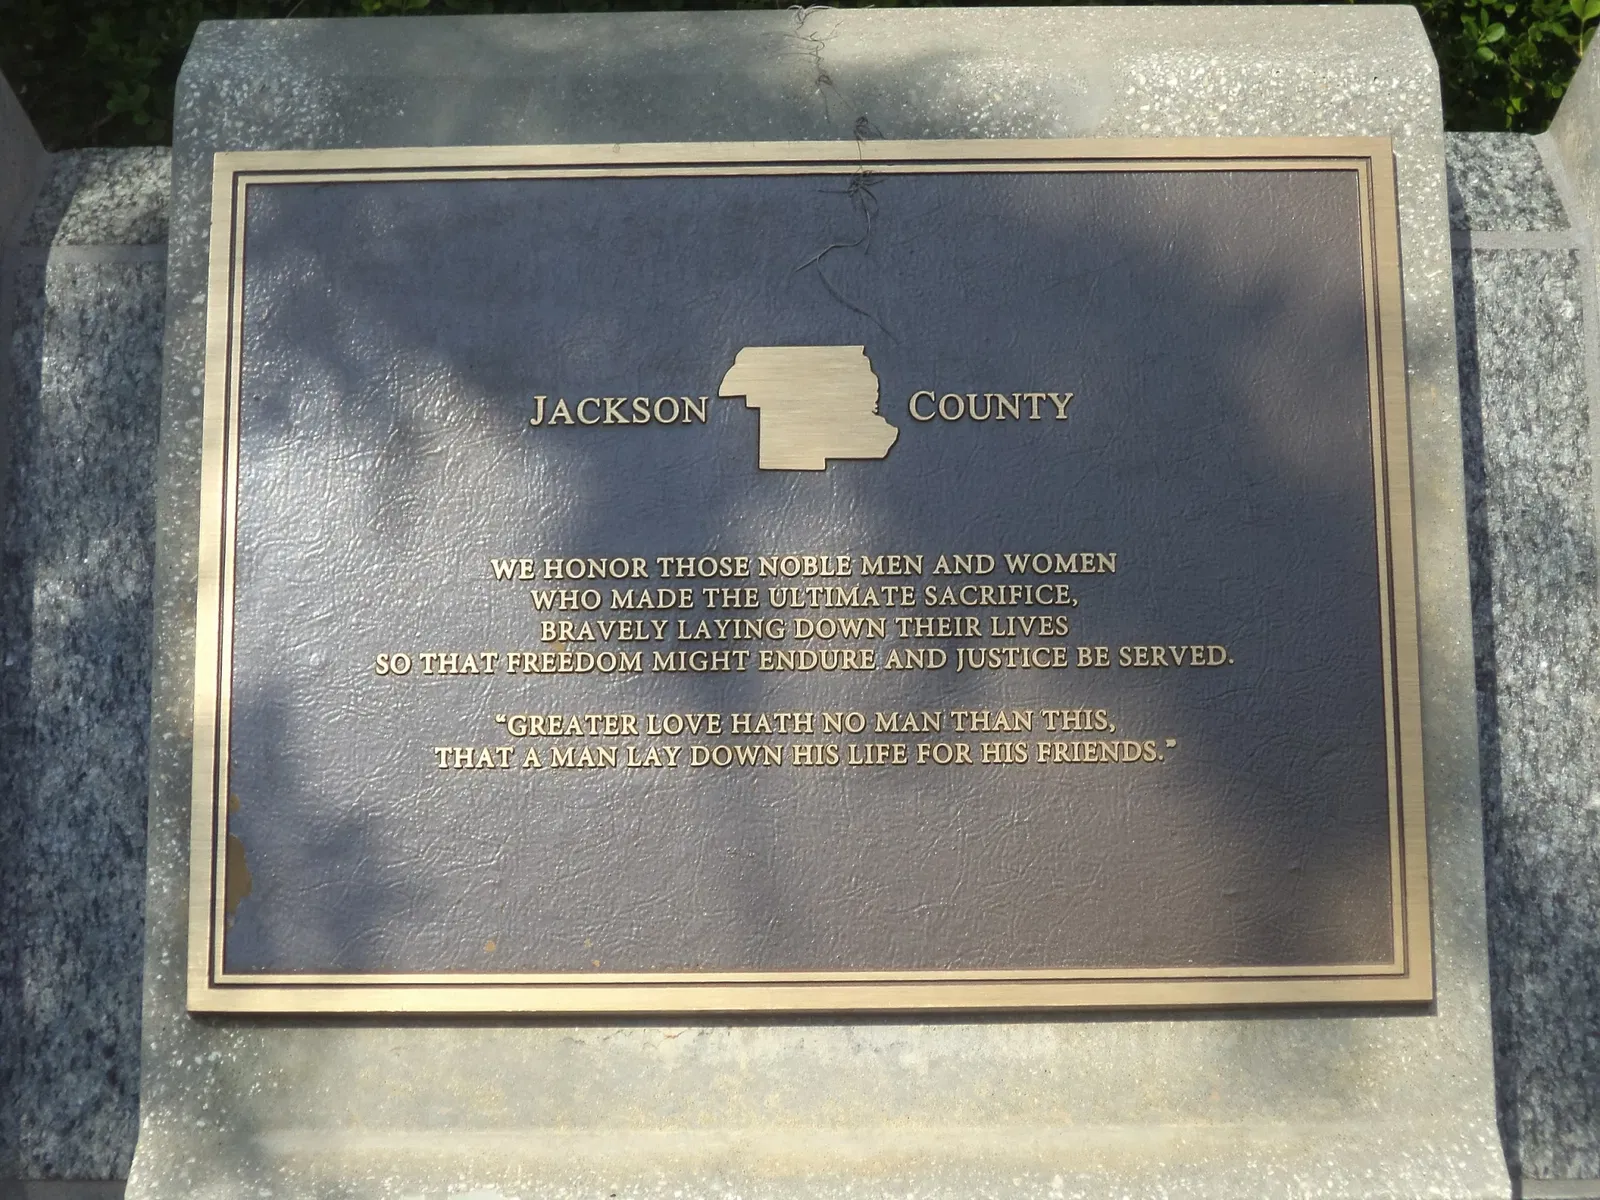 JACKSON COUNTY
WE HONOR THOSE NOBLE MEN AND WOMEN
WHO MADE THE ULTIMATE SACRIFICE,
BRAVELY LAYING DOWN THEIR LIVES
SO THAT FREEDOM MIGHT ENDURE AND JUSTICE BE SERVED.
“GREATER LOVE HATH NO MAN THAN THIS,
THAT A MAN LAY DOWN HIS LIFE FOR HIS FRIENDS.”